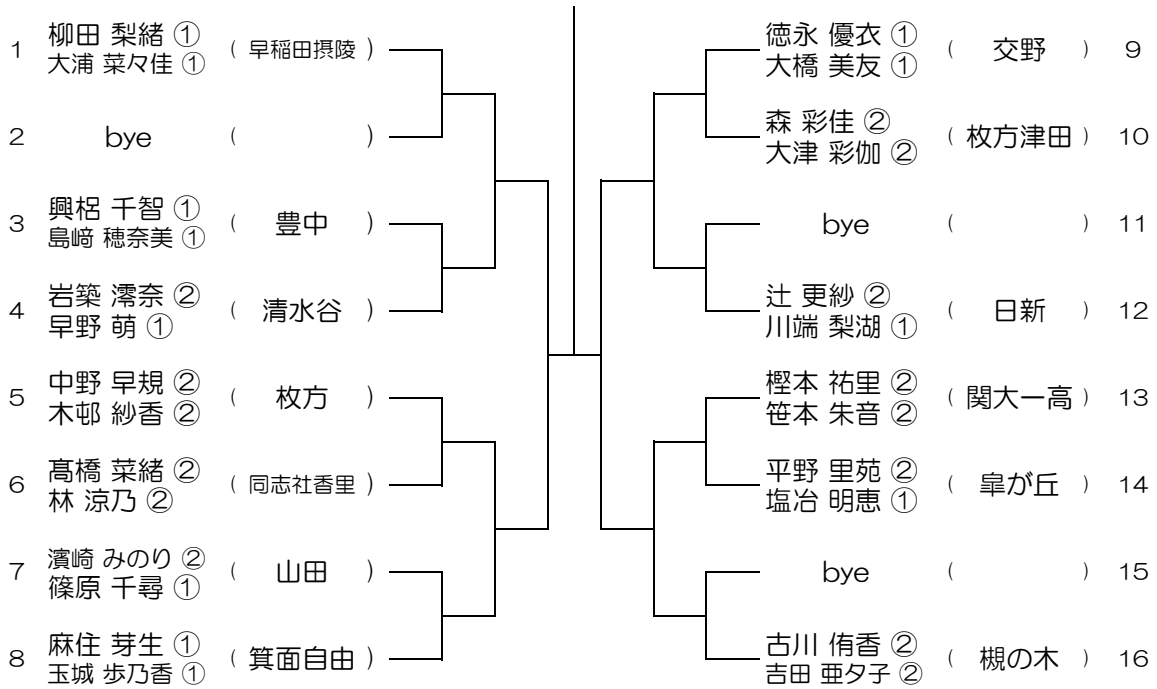 1 柳田 梨緒 ① ( 早稲田摂陵 )
大浦 菜々佳 ①
2 bye ( )
3 興梠 千智 ① ( 豊中 )
島﨑 穂奈美 ①
4 岩築 澪奈 ② ( 清水谷 )
早野 萌 ①
5 中野 早規 ② ( 枚方 )
木邨 紗香 ②
6 髙橋 菜緒 ② ( 同志社香里 )
林 涼乃 ②
7 濱崎 みのり ② ( 山田 )
篠原 千尋 ①
8 麻住 芽生 ① ( 箕面自由 )
玉城 歩乃香 ①
徳永 優衣 ① ( 交野 ) 9
大橋 美友 ①
森 彩佳 ② ( 枚方津田 ) 10
大津 彩伽 ②
bye ( ) 11
辻 更紗 ② ( 日新 ) 12
川端 梨湖 ①
樫本 祐里 ② ( 関大一高 ) 13
笹本 朱音 ②
平野 里苑 ② ( 皐が丘 ) 14
塩冶 明恵 ①
bye ( ) 15
古川 侑香 ② ( 槻の木 ) 16
吉田 亜夕子 ②